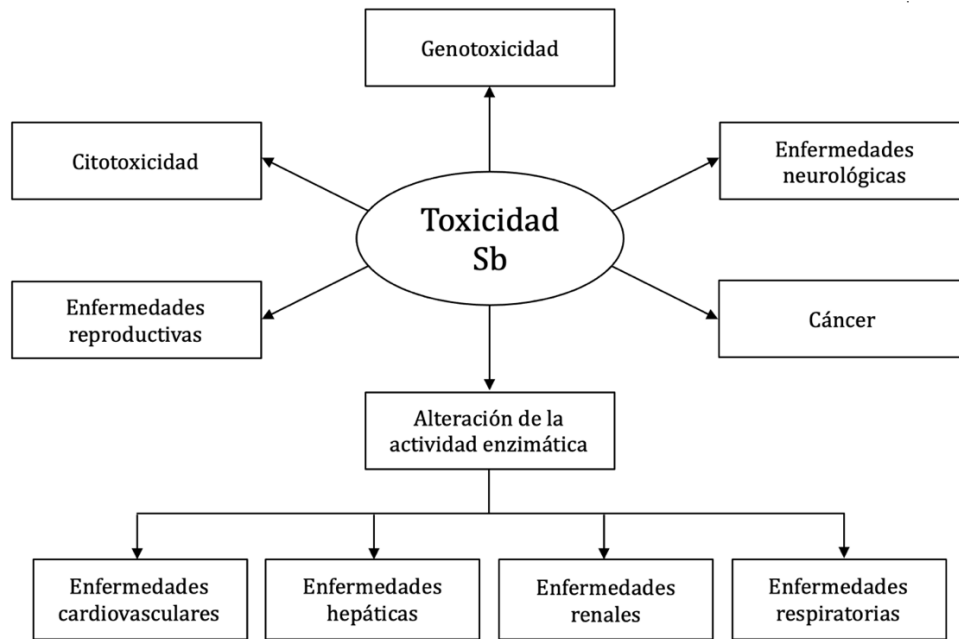 Genotoxicidad
Citotoxicidad
Enfermedades
neurológicas
Toxicidad
Sb
Enfermedades
reproductivas
Cáncer
Alteración de la
actividad enzimática
Enfermedades
cardiovasculares
Enfermedades
hepáticas
Enfermedades
renales
Enfermedades
respiratorias